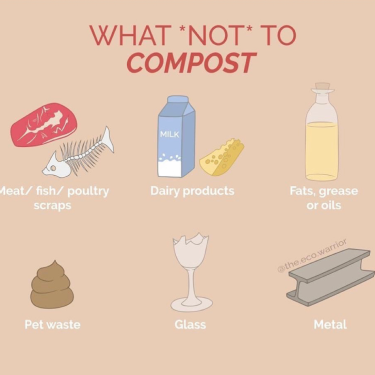 WHAT *NOT* TO
COMPOST
MILK
Meat/ fish/ poultry
scraps
Dairy products
Fats, grease
or oils
@the.eco.warrior
Pet waste
Glass
Metal